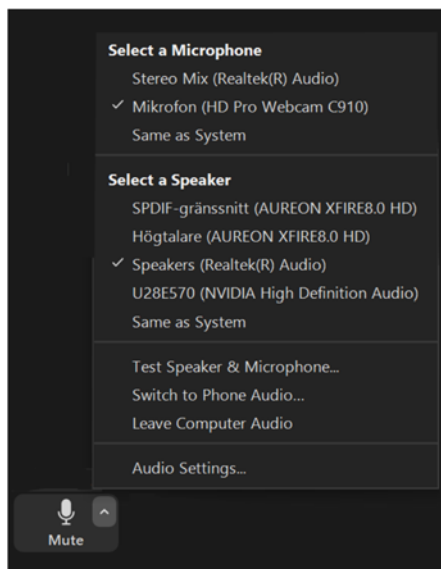 Select a Microphone
Stereo Mix (Realtek(R) Audio)
Mikrofon (HD Pro Webcam C910)
Same as System
Select a Speaker
SPDIF-gränssnitt (AUREON XFIRE8.0 HD)
Högtalare (AUREON XFIRE8.0 HD)
Speakers (Realtek(R) Audio)
U28E570 (NVIDIA High Definition Audio)
Same as System
Test Speaker & Microphone...
Switch to Phone Audio...
Leave Computer Audio
Audio Settings...
Mute